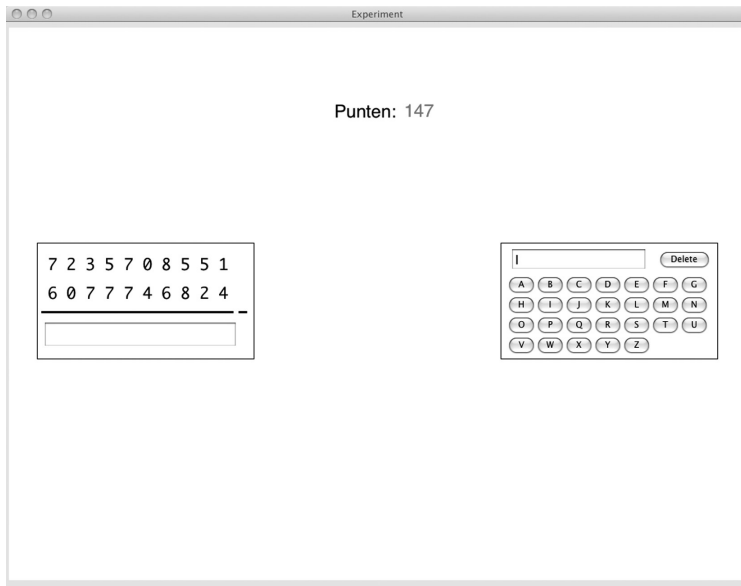 Experiment
Punten: 147
7 2 3 5 7 0 8 5 5 1
6 0 7 7 7 4 6 8 2 4
–
Delete
A B C D E F G
H I J K L M N
O P Q R S T U
V W X Y Z